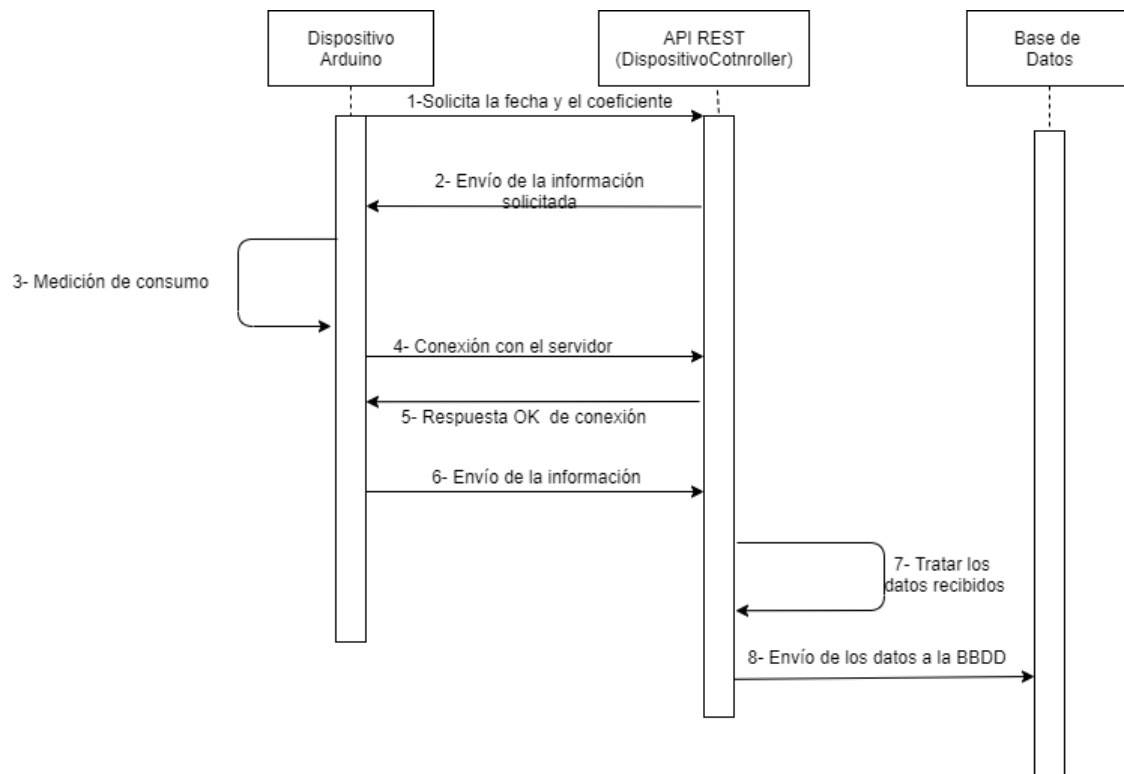 Dispositivo
Arduino
API REST
(DispositivoCotnroller)
Base de
Datos
1-Solicita la fecha y el coeficiente
2- Envío de la información
solicitada
3- Medición de consumo
4- Conexión con el servidor
5- Respuesta OK  de conexión
6- Envío de la información
7- Tratar los
datos recibidos
8- Envío de los datos a la BBDD